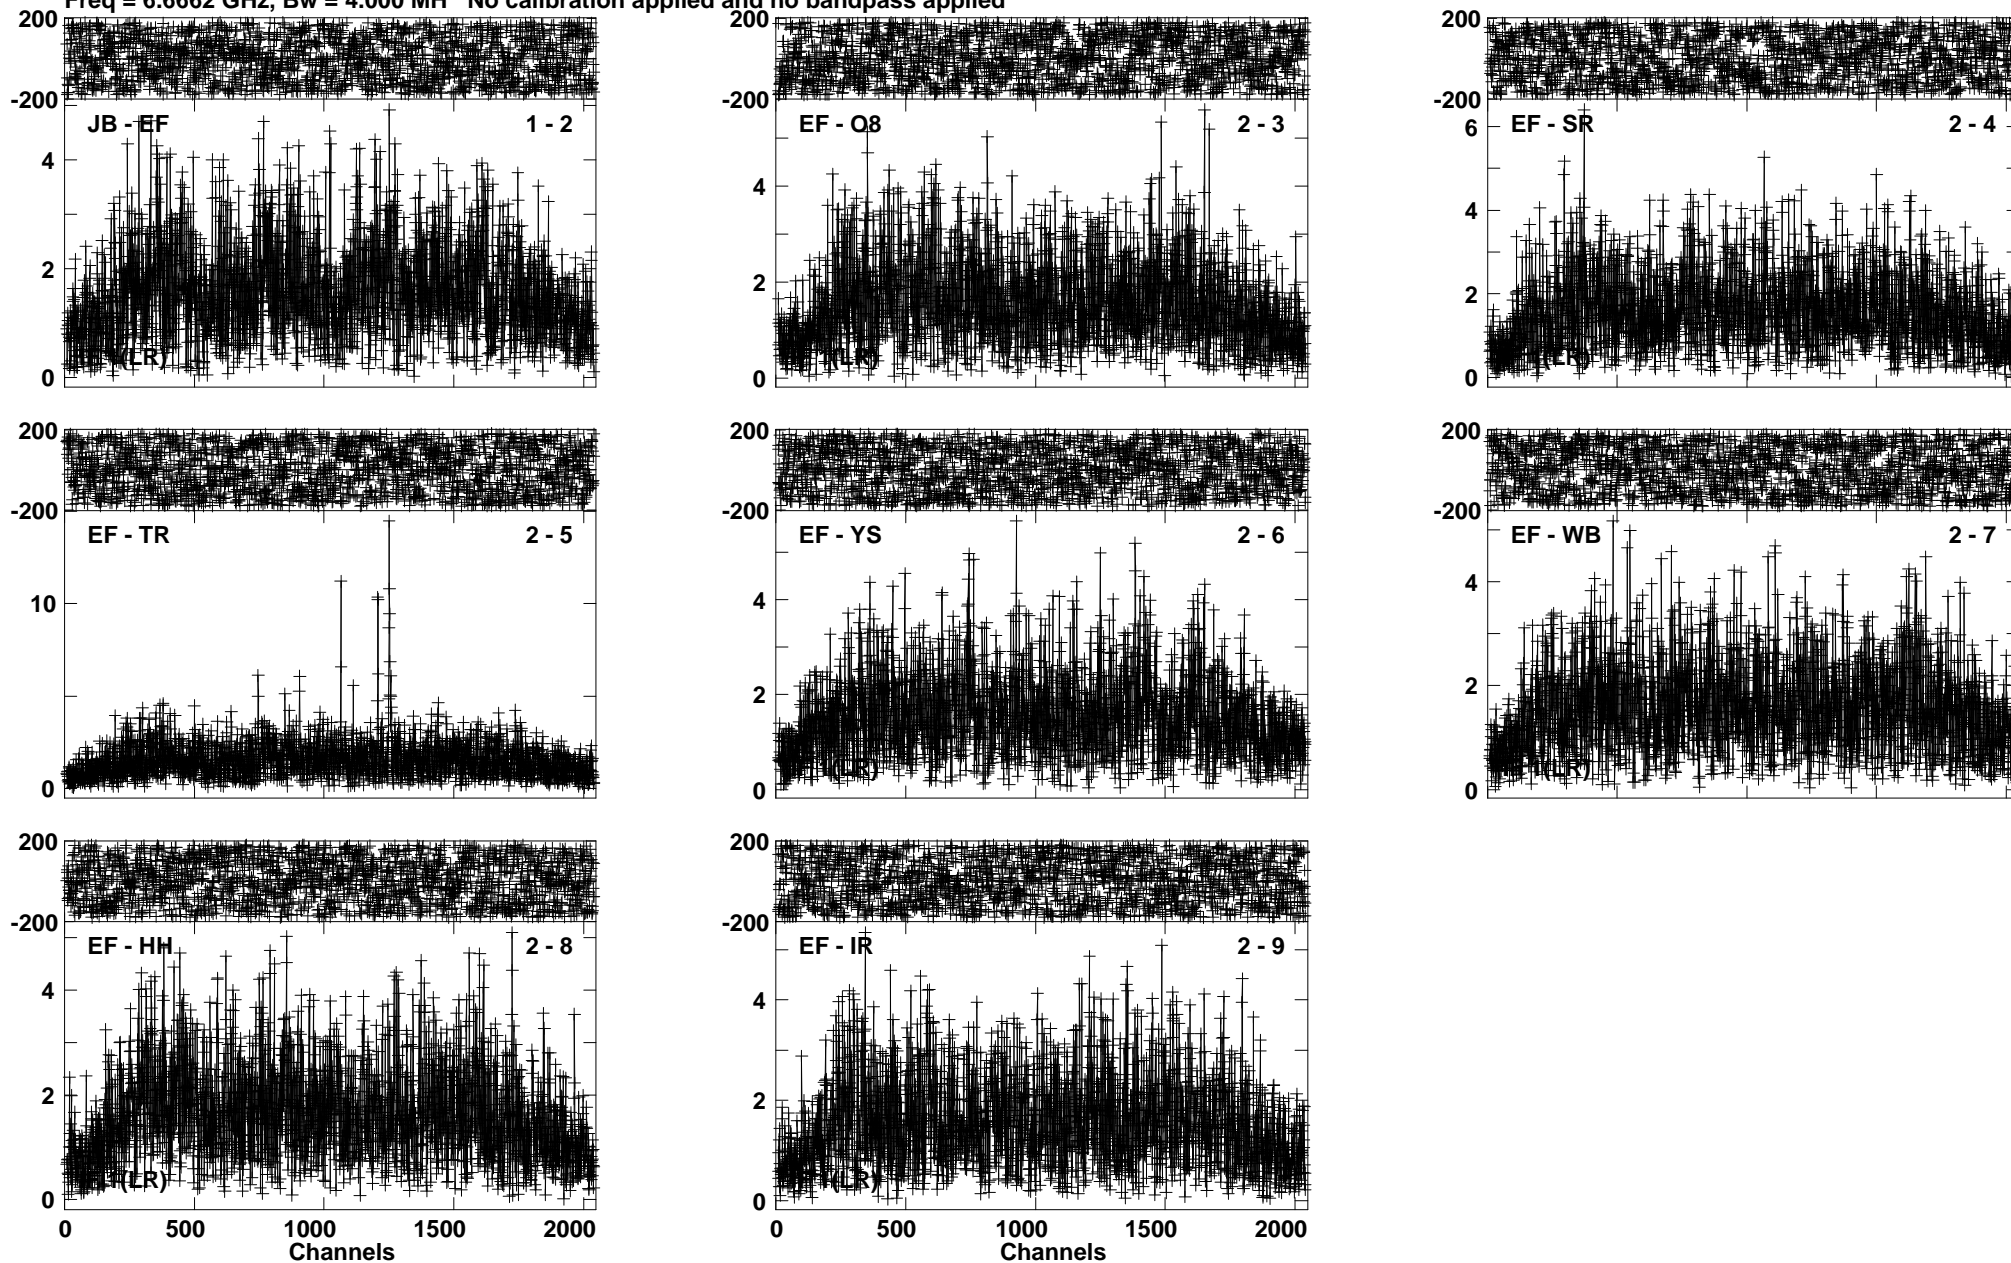 Freq = 6.6662 GHz, Bw = 4.000 MH No calibration applied and no bandpass applied
200
-200
JB - EF 1 - 2
4
2
0
(LR)
200
-200
EF - O8 2 - 3
4
2
0
(LR)
200
-200
EF - SR 2 - 4
6
4
2
0
(LR)
200
-200
EF - TR 2 - 5
10
0
200
-200
EF - YS 2 - 6
4
2
0
(LR)
200
-200
EF - WB 2 - 7
4
2
0
(LR)
200
-200
EF - HH 2 - 8
4
2
0
(LR)
0 500 1000 1500 2000
Channels
200
-200
EF - IR 2 - 9
4
2
0
(LR)
0 500 1000 1500 2000
Channels